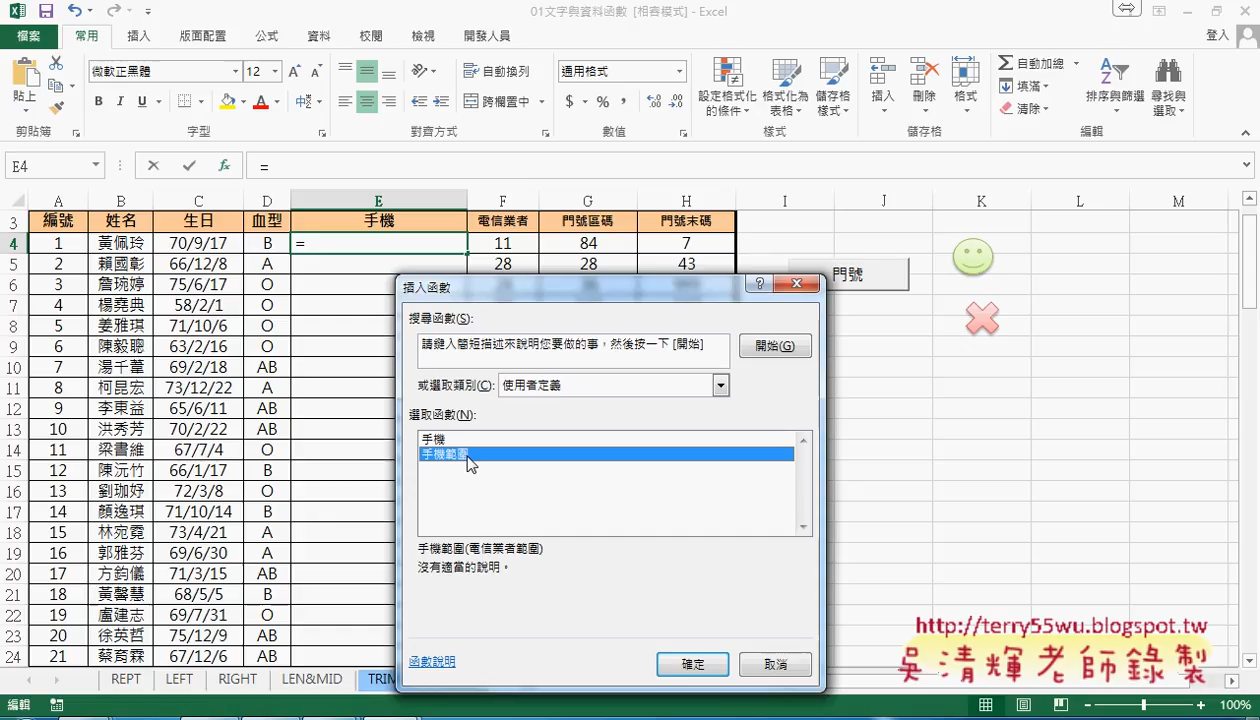 01文字與資料函數 [相容模式] - Excel
檔案 常用 插入 版面配置 公式 資料 校閱 檢視 開發人員 登入
貼上 微軟正黑體 12 自動換列 通用格式 設定格式化的條件 格式化為表格 儲存格樣式 插入 刪除 格式 自動加總 填滿 清除 排序與篩選 尋找與選取
B I U 跨欄置中 $ %
剪貼簿 字型 對齊方式 數值 樣式 儲存格 編輯
E4 fx =
A B C D E F G H I J K L M
3 編號 姓名 生日 血型 手機 電信業者 門號區碼 門號末碼
4 1 黃佩玲 70/9/17 B = 11 84 7
5 2 賴國彰 66/12/8 A 28 28 43 門號
6 3 詹琬婷 75/6/17 O
7 4 楊堯典 58/2/1 O
8 5 姜雅琪 71/10/6 O
9 6 陳毅聰 63/2/16 O
10 7 湯千葦 69/2/18 AB
11 8 柯昆宏 73/12/22 A
12 9 李東益 65/6/11 AB
13 10 洪秀芳 70/2/22 AB
14 11 梁書維 67/7/4 O
15 12 陳沅竹 66/1/17 B
16 13 劉珈妤 72/3/8 O
17 14 顏逸琪 71/10/14 B
18 15 林宛霓 73/4/21 A
19 16 郭雅芬 69/6/30 A
20 17 方鈞儀 71/3/15 AB
21 18 黃馨慧 68/5/5 B
22 19 盧建志 69/7/31 O
23 20 徐英哲 75/12/9 AB
24 21 蔡育霖 67/12/6 AB
插入函數
搜尋函數(S):
請鍵入簡短描述來說明您要做的事，然後按一下 [開始]
開始(G)
或選取類別(C): 使用者定義
選取函數(N):
手機
手機範圍
手機範圍(電信業者範圍)
沒有適當的說明。
函數說明 確定 取消
http://terry55wu.blogspot.tw
吳清輝老師錄製
REPT LEFT RIGHT LEN&MID TRIM
編輯 100%